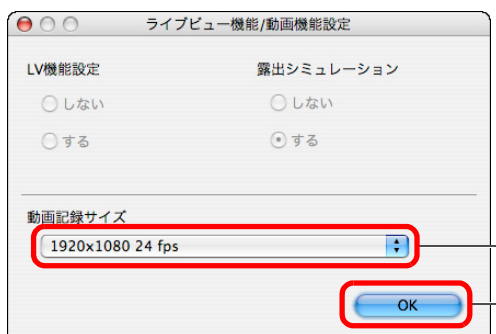 ライブビュー機能/動画機能設定
LV機能設定
露出シミュレーション
しない
しない
する
する
動画記録サイズ
1920x1080 24 fps
OK